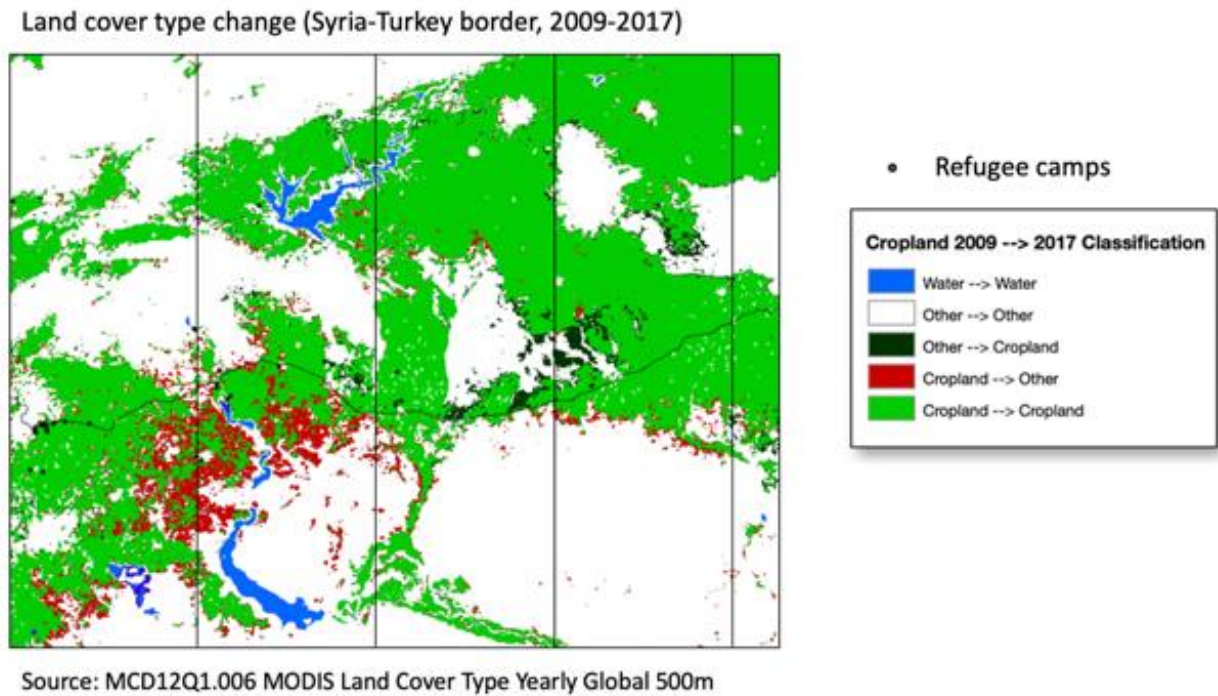 Land cover type change (Syria-Turkey border, 2009-2017)
Refugee camps
Cropland 2009 --> 2017 Classification
Water --> Water
Other --> Other
Other --> Cropland
Cropland --> Other
Cropland --> Cropland
Source: MCD12Q1.006 MODIS Land Cover Type Yearly Global 500m